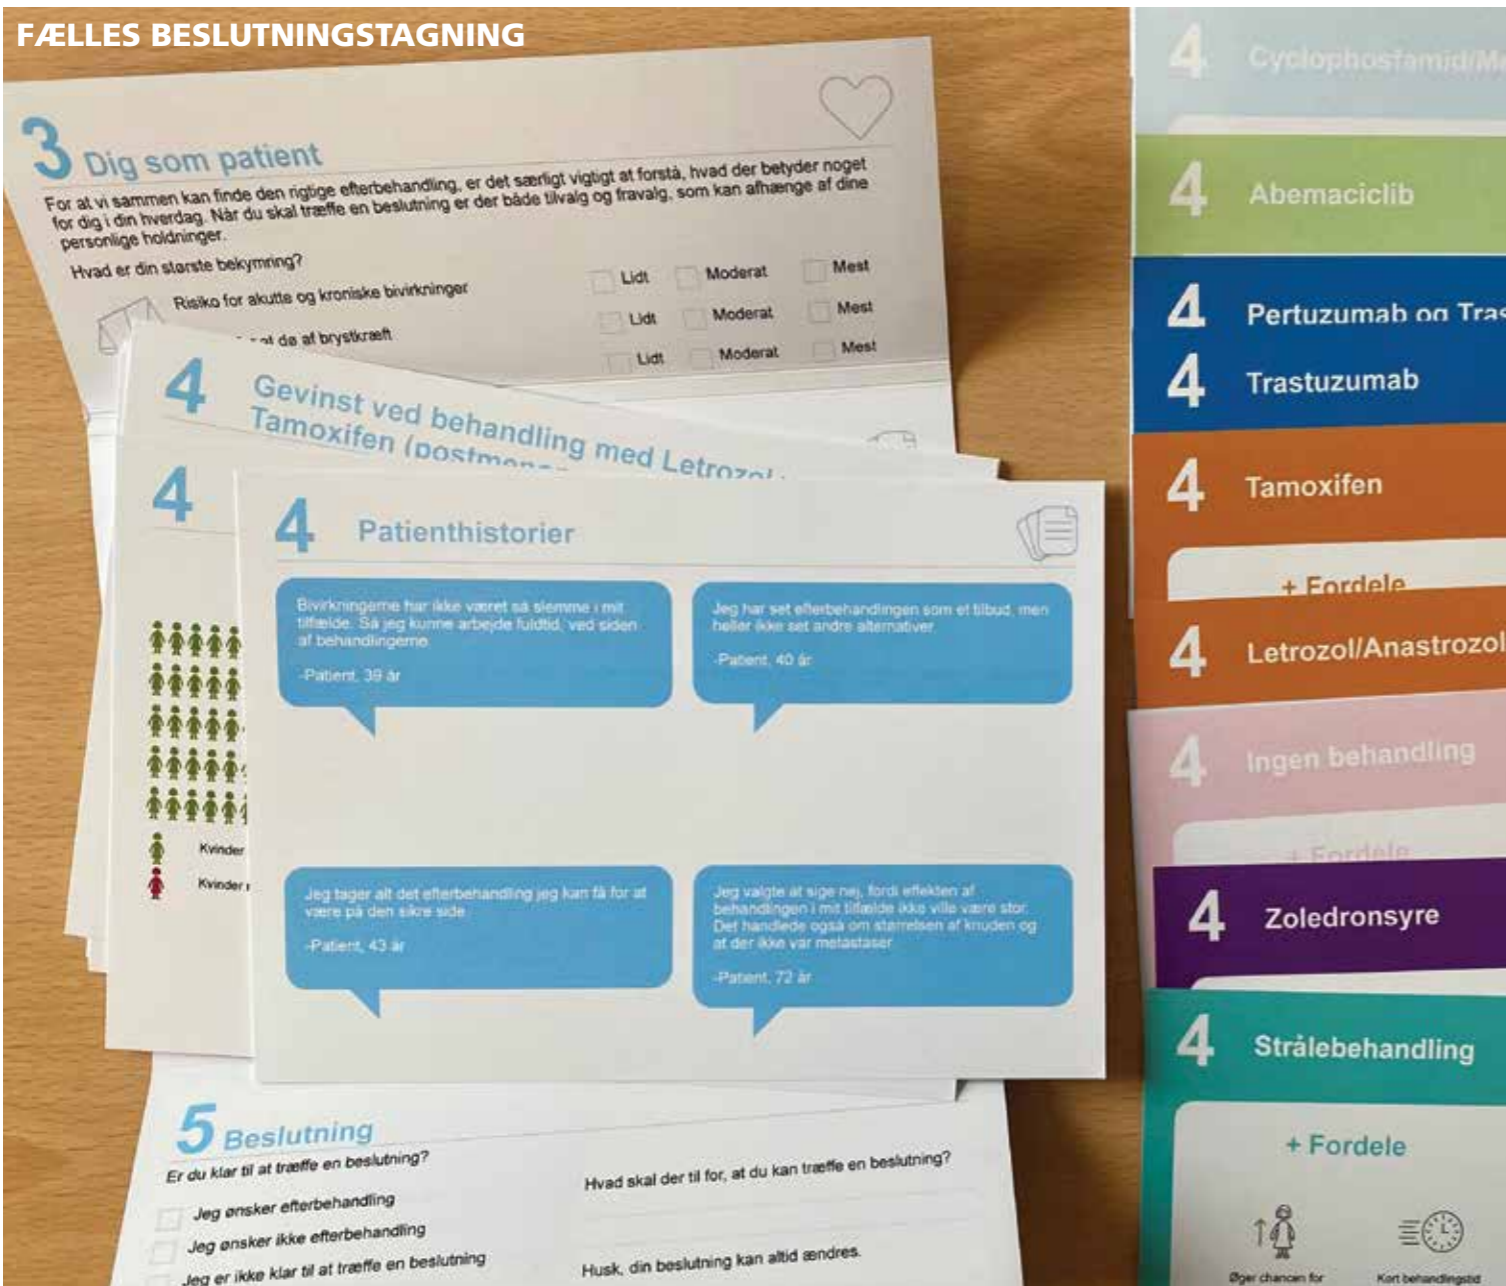 FÆLLES BESLUTNINGSTAGNING
3 Dig som patient
For at vi sammen kan finde den rigtige efterbehandling, er det særligt vigtigt at forstå, hvad der betyder noget
for dig i din hverdag. Når du skal træffe en beslutning er der både tilvalg og fravalg, som kan afhænge af dine
personlige holdninger.
Hvad er din største bekymring?
Risiko for akutte og kroniske bivirkninger
Lidt Moderat Mest
at dø af brystkræft
Lidt Moderat Mest
Lidt Moderat Mest
4 Gevinst ved behandling med Letrozol
Tamoxifen
4
4 Patienthistorier
Bivirkningerne har ikke været så slemme i mit
tilfælde. Så jeg kunne arbejde fuldtid, ved siden
af behandlingerne
-Patient, 39 år
Jeg har set efterbehandlingen som et tilbud, men
heller ikke set andre alternativer.
-Patient, 40 år
Kvinder
Kvinder
Jeg tager alt det efterbehandling jeg kan få for at
være på den sikre side
-Patient, 43 år
Jeg valgte at sige nej, fordi effekten af
behandlingen i mit tilfælde ikke ville være stor.
Det handlede også om størrelsen af knuden og
at der ikke var metastaser
-Patient, 72 år
5 Beslutning
Er du klar til at træffe en beslutning?
Jeg ønsker efterbehandling
Jeg ønsker ikke efterbehandling
Jeg er ikke klar til at træffe en beslutning
Hvad skal der til for, at du kan træffe en beslutning?
Husk, din beslutning kan altid ændres.
4 Cyclophosfamid/
4 Abemaciclib
4 Pertuzumab og Tras
4 Trastuzumab
4 Tamoxifen
+ Fordele
4 Letrozol/Anastrozol
4 Ingen behandling
+ Fordele
4 Zoledronsyre
4 Strålebehandling
+ Fordele
Øger chancen for
Kort behandlingstid